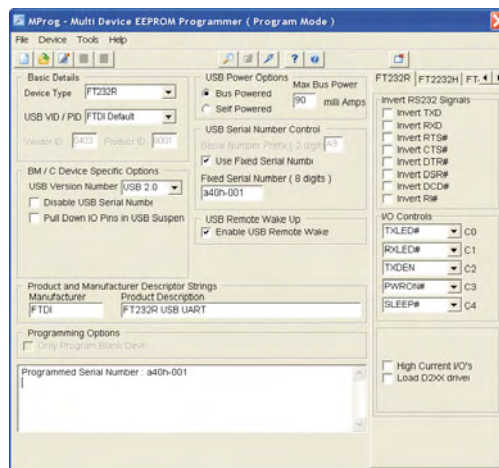 MProg - Multi Device EEPROM Programmer ( Program Mode )
File Device Tools Help
Basic Details
Device Type FT232R
USB VID / PID FTDI Default
Vendor ID 0403 Product ID 6001
BM / C Device Specific Options
USB Version Number USB 2.0
Disable USB Serial Numbe
Pull Down IO Pins in USB Suspen
USB Power Options
Bus Powered
Self Powered
Max Bus Power
90 milli Amps
USB Serial Number Control
Serial Number Prefix ( 2 digit A9
Use Fixed Serial Numbe
Fixed Serial Number ( 8 digits )
a40h-001
USB Remote Wake Up
Enable USB Remote Wake
Product and Manufacturer Descriptor Strings
Manufacturer Product Description
FTDI FT232R USB UART
Programming Options
Only Program Blank Devi
Programmed Serial Number : a40h-001
FT232R FT2232H FT-
Invert RS232 Signals
Invert TXD
Invert RXD
Invert RTS#
Invert CTS#
Invert DTR#
Invert DSR#
Invert DCD#
Invert RI#
I/O Controls
TXLED# C0
RXLED# C1
TXDEN C2
PWRON# C3
SLEEP# C4
High Current I/O's
Load D2XX driver